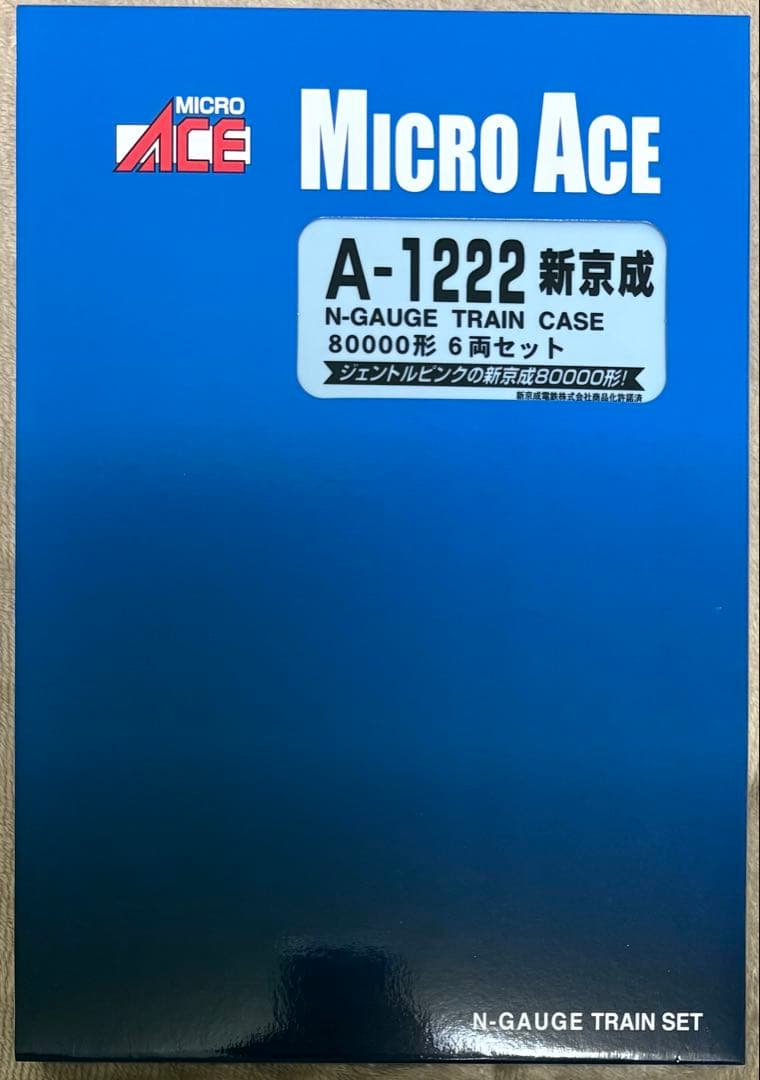 MICRO
ACE
MICRO ACE
A-1222 新京成
N-GAUGE TRAIN CASE
80000形 6両セット
ジェントルピンクの新京成80000形!
新京成電鉄株式会社商品化許諾済
N-GAUGE TRAIN SET